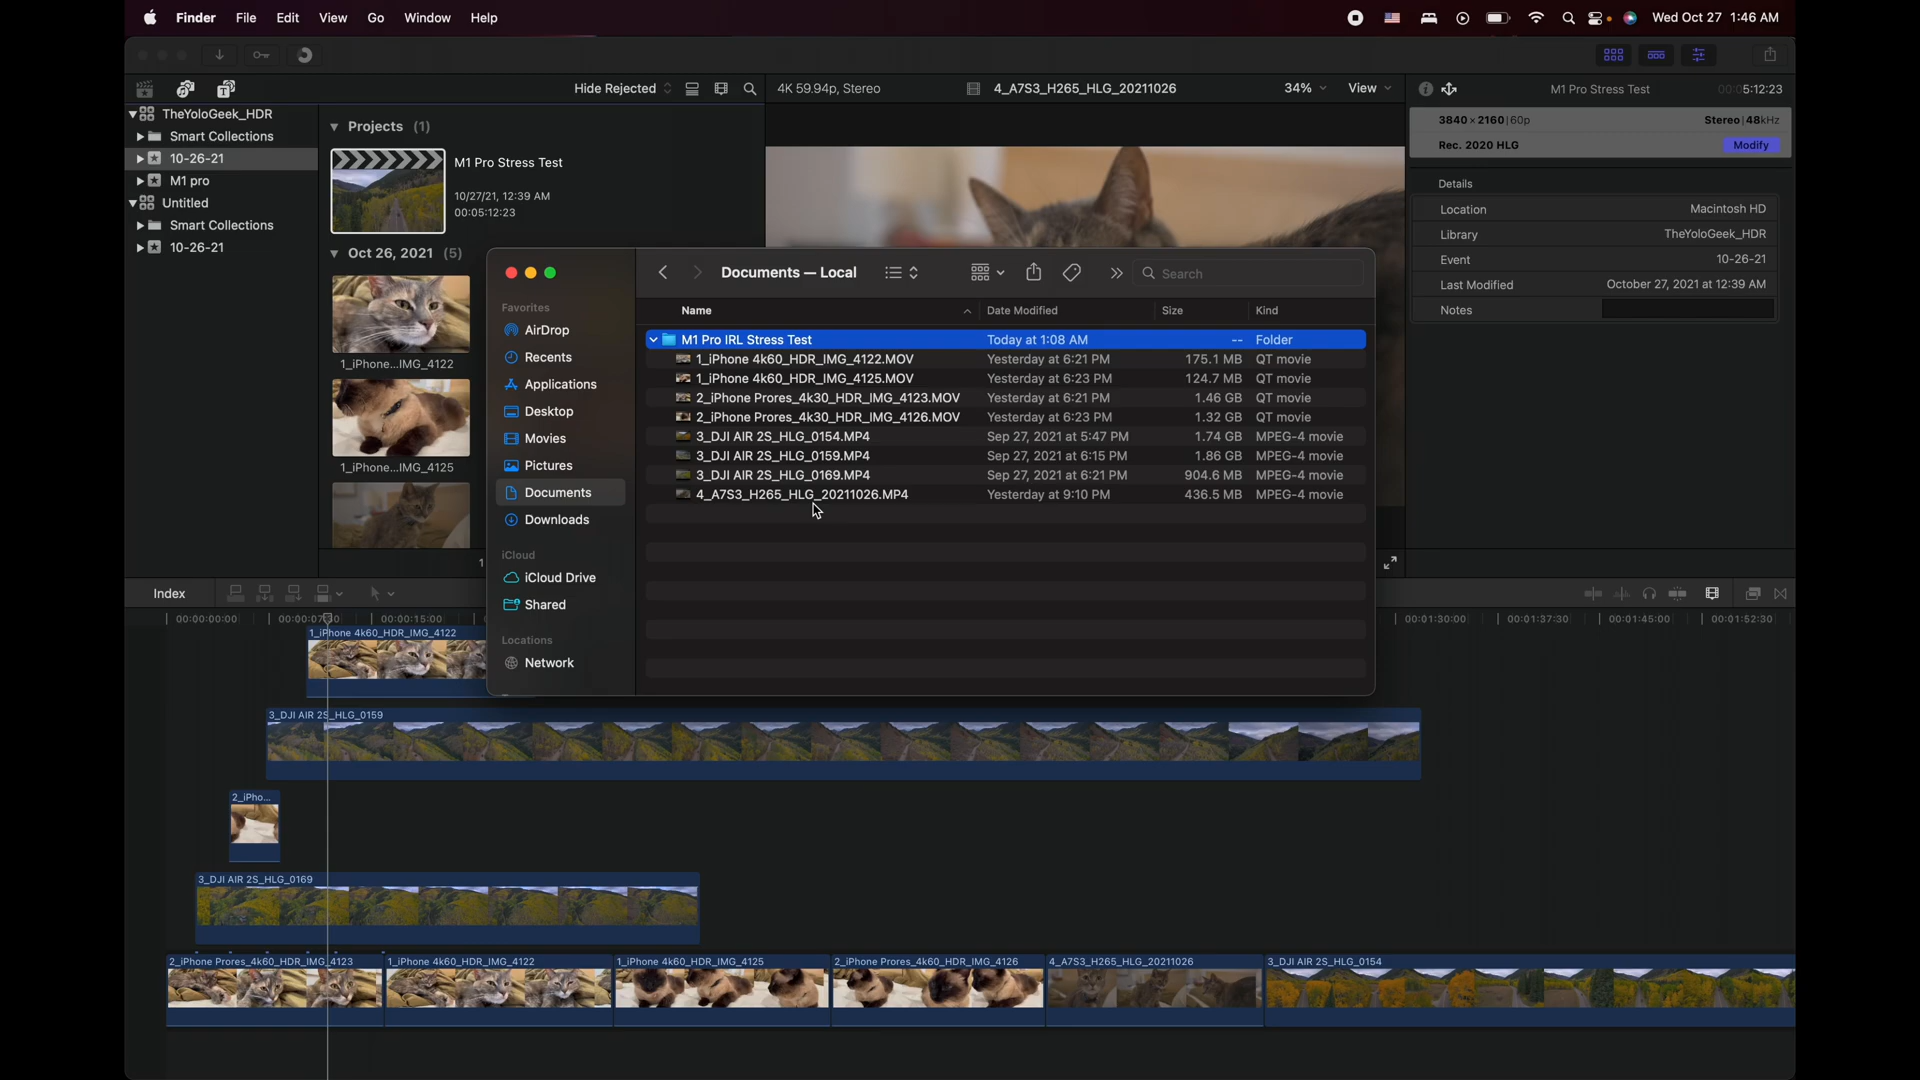 Finder File Edit View Go Window Help
Wed Oct 27 1:46 AM
Hide Rejected
4K 59.94p, Stereo
4_A7S3_H265_HLG_20211026
34%
View
M1 Pro Stress Test
00:05:12:23
TheYoloGeek_HDR
Smart Collections
10-26-21
M1 pro
Untitled
Smart Collections
10-26-21
Projects (1)
M1 Pro Stress Test
10/27/21, 12:39 AM
00:05:12:23
Oct 26, 2021 (5)
1_iPhone...IMG_4122
1_iPhone...IMG_4125
3840 × 2160 | 60p
Stereo | 48kHz
Rec. 2020 HLG
Modify
Details
Location Macintosh HD
Library TheYoloGeek_HDR
Event 10-26-21
Last Modified October 27, 2021 at 12:39 AM
Notes
Favorites
AirDrop
Recents
Applications
Desktop
Movies
Pictures
Documents
Downloads
iCloud
iCloud Drive
Shared
Locations
Network
Documents — Local
Search
Name Date Modified Size Kind
M1 Pro IRL Stress Test Today at 1:08 AM -- Folder
1_iPhone 4k60_HDR_IMG_4122.MOV Yesterday at 6:21 PM 175.1 MB QT movie
1_iPhone 4k60_HDR_IMG_4125.MOV Yesterday at 6:23 PM 124.7 MB QT movie
2_iPhone Prores_4k30_HDR_IMG_4123.MOV Yesterday at 6:21 PM 1.46 GB QT movie
2_iPhone Prores_4k30_HDR_IMG_4126.MOV Yesterday at 6:23 PM 1.32 GB QT movie
3_DJI AIR 2S_HLG_0154.MP4 Sep 27, 2021 at 5:47 PM 1.74 GB MPEG-4 movie
3_DJI AIR 2S_HLG_0159.MP4 Sep 27, 2021 at 6:15 PM 1.86 GB MPEG-4 movie
3_DJI AIR 2S_HLG_0169.MP4 Sep 27, 2021 at 6:21 PM 904.6 MB MPEG-4 movie
4_A7S3_H265_HLG_20211026.MP4 Yesterday at 9:10 PM 436.5 MB MPEG-4 movie
Index
00:00:00:00 00:00:15:00
00:01:30:00 00:01:37:30 00:01:45:00 00:01:52:30
1_iPhone 4k60_HDR_IMG_4122
3_DJI AIR 2S_HLG_0159
2_iPho...
3_DJI AIR 2S_HLG_0169
2_iPhone Prores_4k60_HDR_IMG_4123
1_iPhone 4k60_HDR_IMG_4122
1_iPhone 4k60_HDR_IMG_4125
2_iPhone Prores_4k60_HDR_IMG_4126
4_A7S3_H265_HLG_20211026
3_DJI AIR 2S_HLG_0154